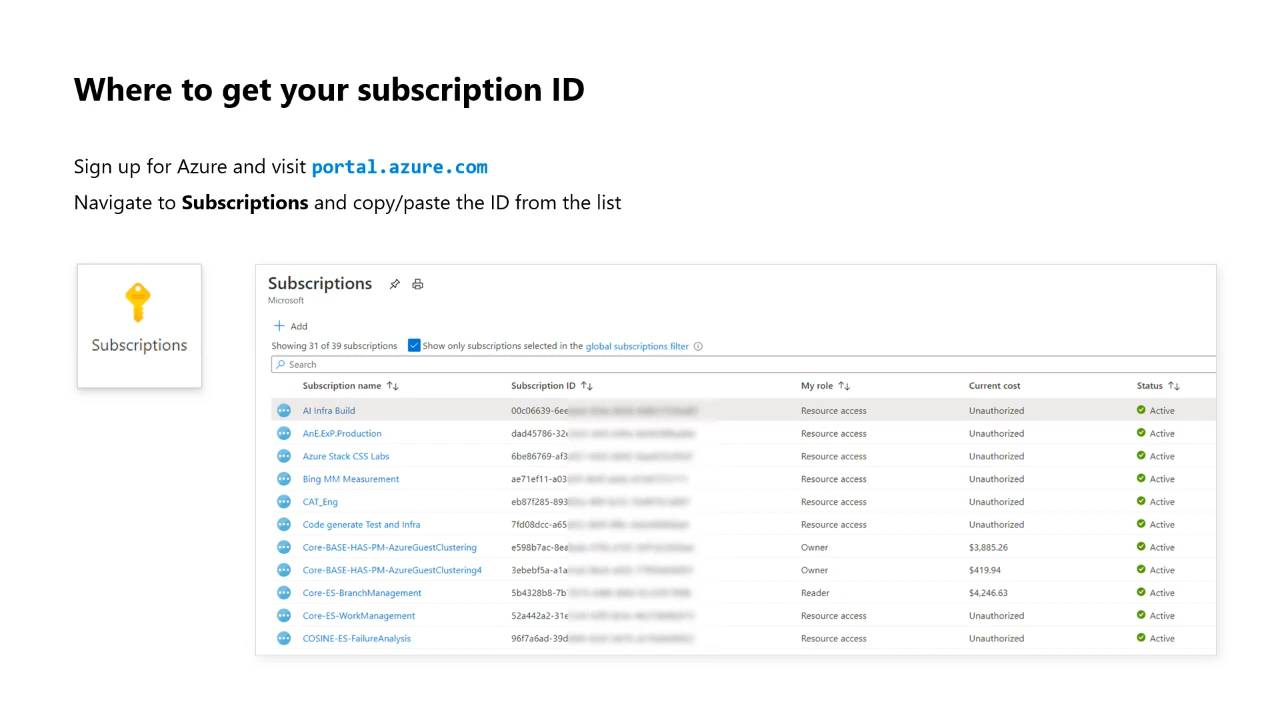 Where to get your subscription ID
Sign up for Azure and visit portal.azure.com
Navigate to Subscriptions and copy/paste the ID from the list
Subscriptions
Subscriptions
Microsoft
Add
Showing 31 of 39 subscriptions Show only subscriptions selected in the global subscriptions filter
Search
Subscription name Subscription ID My role Current cost Status
AI Infra Build 00c06639-6ee Resource access Unauthorized Active
AnE.ExP.Production dad45786-32 Resource access Unauthorized Active
Azure Stack CSS Labs 6be86769-af3 Resource access Unauthorized Active
Bing MM Measurement ae71ef11-a03 Resource access Unauthorized Active
CAT_Eng eb87f285-893 Resource access Unauthorized Active
Code generate Test and Infra 7fd08dcc-a65 Resource access Unauthorized Active
Core-BASE-HAS-PM-AzureGuestClustering e598b7ac-8ea Owner $3,885.26 Active
Core-BASE-HAS-PM-AzureGuestClustering4 3ebebf5a-a1a Owner $419.94 Active
Core-ES-BranchManagement 5b4328b8-7b Reader $4,246.63 Active
Core-ES-WorkManagement 52a442a2-31 Resource access Unauthorized Active
COSINE-ES-FailureAnalysis 96f7a6ad-39d Resource access Unauthorized Active